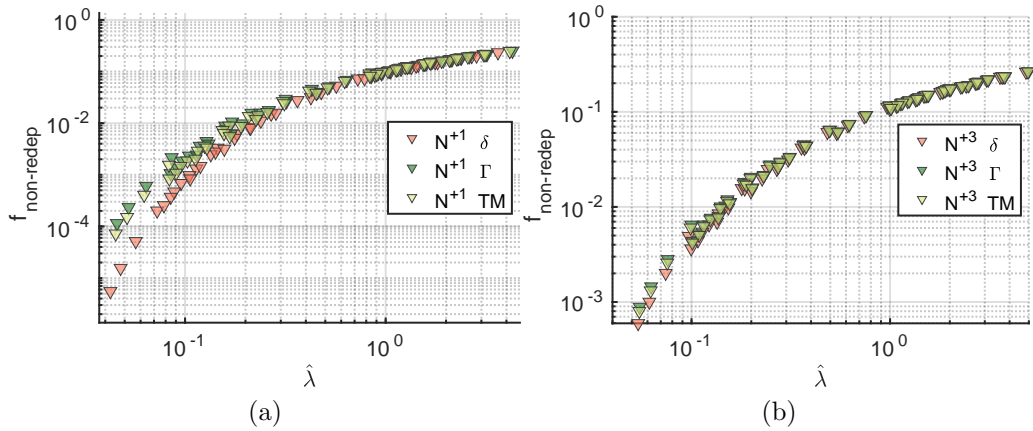 10^0
10^-2
10^-4
f_non-redep
10^-1
10^0
λ̂
N^+1 δ
N^+1 Γ
N^+1 TM
(a)
10^0
10^-1
10^-2
10^-3
f_non-redep
10^-1
10^0
λ̂
N^+3 δ
N^+3 Γ
N^+3 TM
(b)